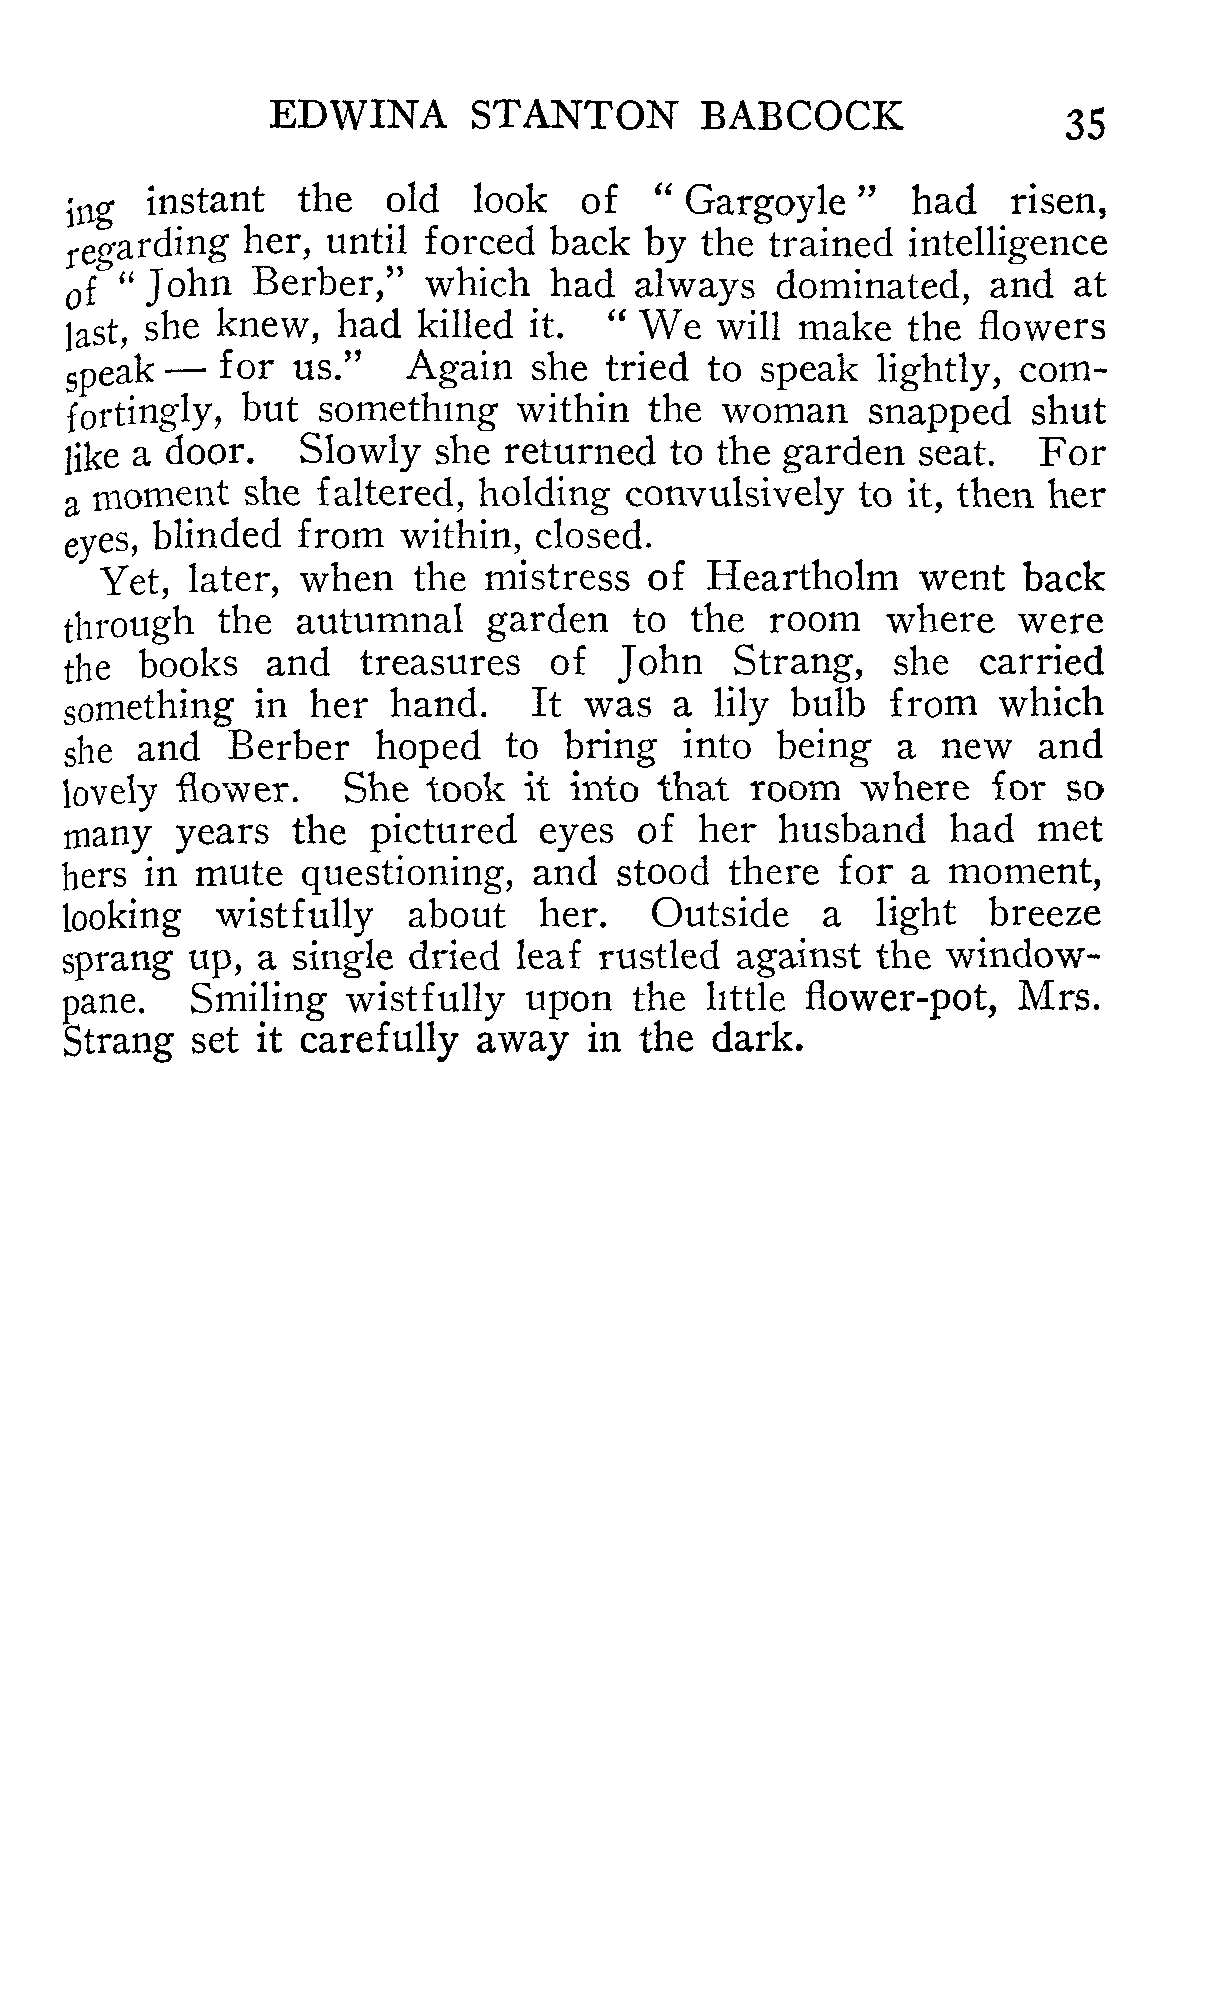 EDWINA STANTON BABCOCK 35
ing instant the old look of “ Gargoyle ” had risen,
regarding her, until forced back by the trained intelligence
of “ John Berber,” which had always dominated, and at
last, she knew, had killed it. “ We will make the flowers
speak — for us.” Again she tried to speak lightly, com-
fortingly, but something within the woman snapped shut
like a door. Slowly she returned to the garden seat. For
a moment she faltered, holding convulsively to it, then her
eyes, blinded from within, closed.
Yet, later, when the mistress of Heartholm went back
through the autumnal garden to the room where were
the books and treasures of John Strang, she carried
something in her hand. It was a lily bulb from which
she and Berber hoped to bring into being a new and
lovely flower. She took it into that room where for so
many years the pictured eyes of her husband had met
hers in mute questioning, and stood there for a moment,
looking wistfully about her. Outside a light breeze
sprang up, a single dried leaf rustled against the window-
pane. Smiling wistfully upon the little flower-pot, Mrs.
Strang set it carefully away in the dark.